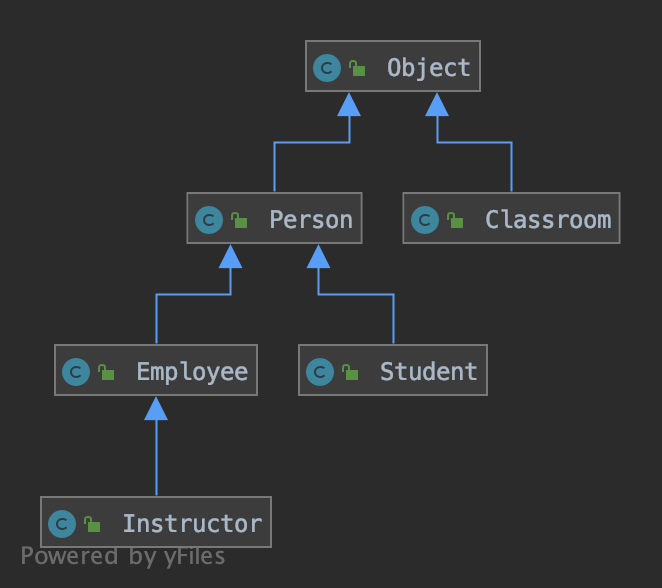 C Object
C Person
C Classroom
C Employee
C Student
C Instructor
Powered by yFiles